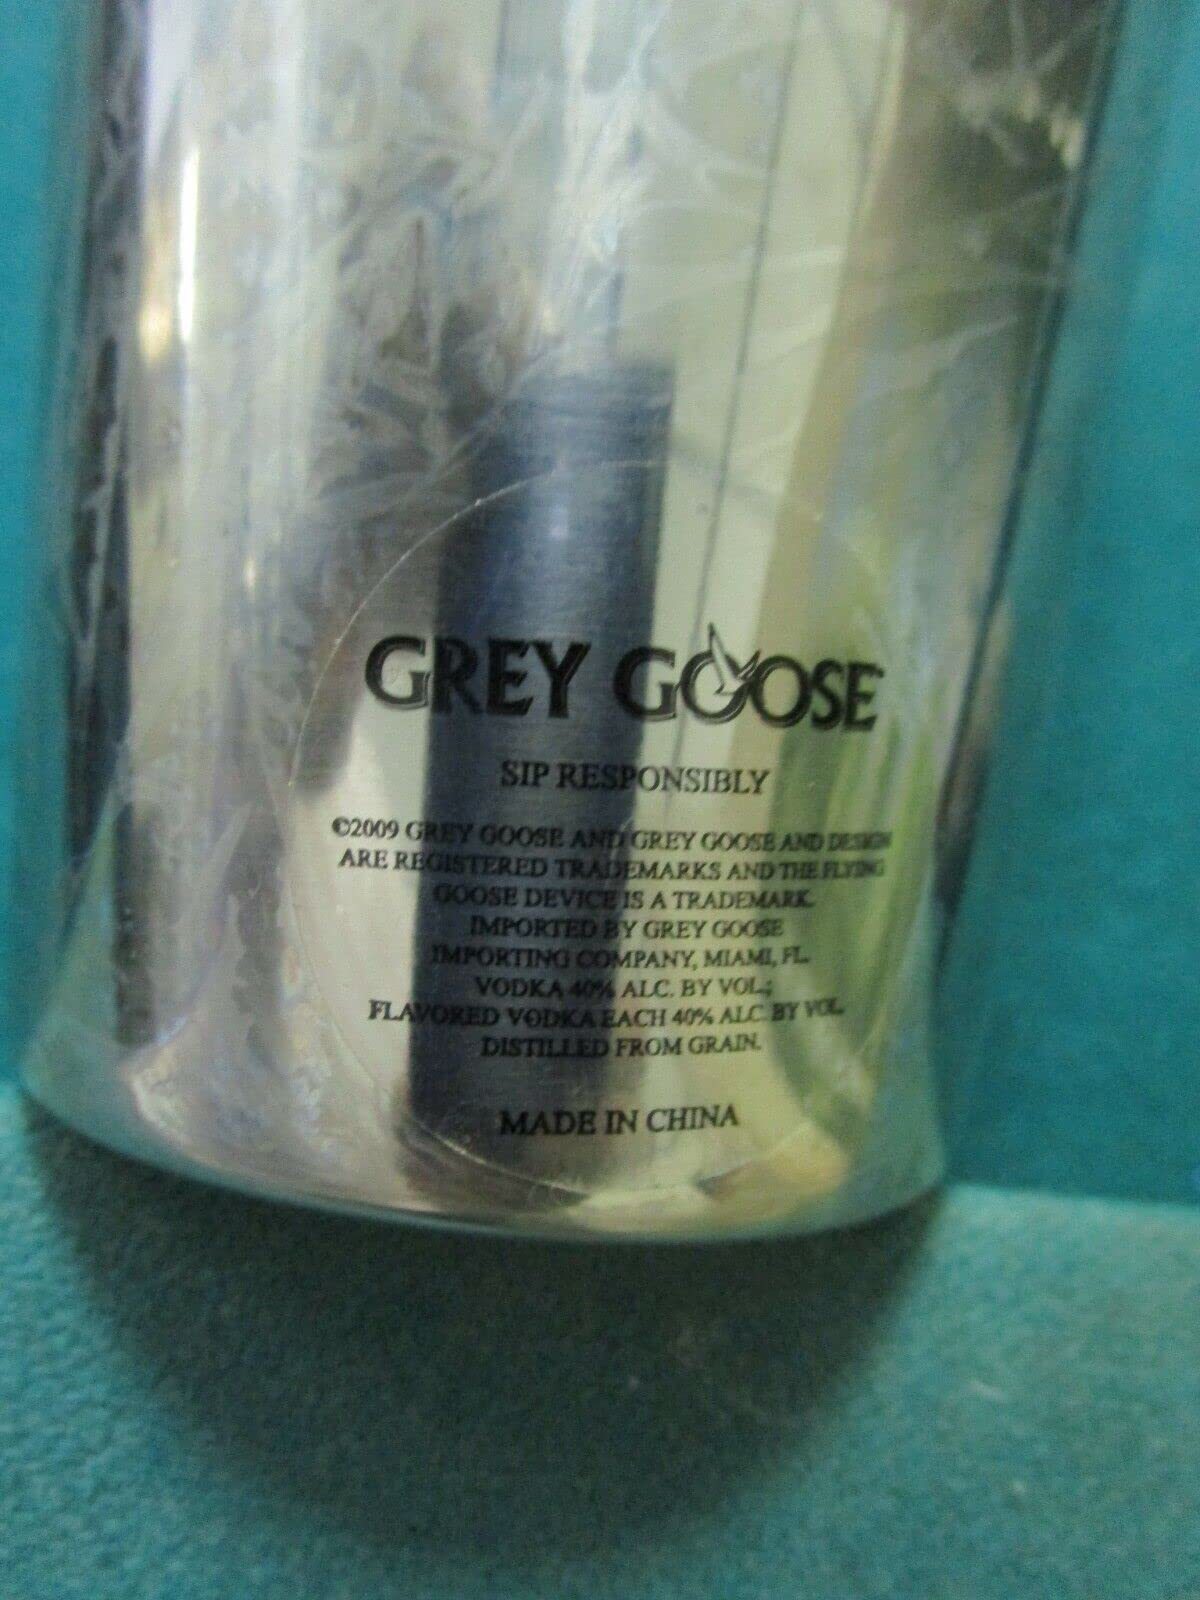 GREY GOOSE
SIP RESPONSIBLY
©2009 GREY GOOSE AND GREY GOOSE AND DESIGN
ARE REGISTERED TRADEMARKS AND THE FLYING
GOOSE DEVICE IS A TRADEMARK.
IMPORTED BY GREY GOOSE
IMPORTING COMPANY, MIAMI, FL.
VODKA 40% ALC. BY VOL.;
FLAVORED VODKA EACH 40% ALC. BY VOL.
DISTILLED FROM GRAIN.
MADE IN CHINA